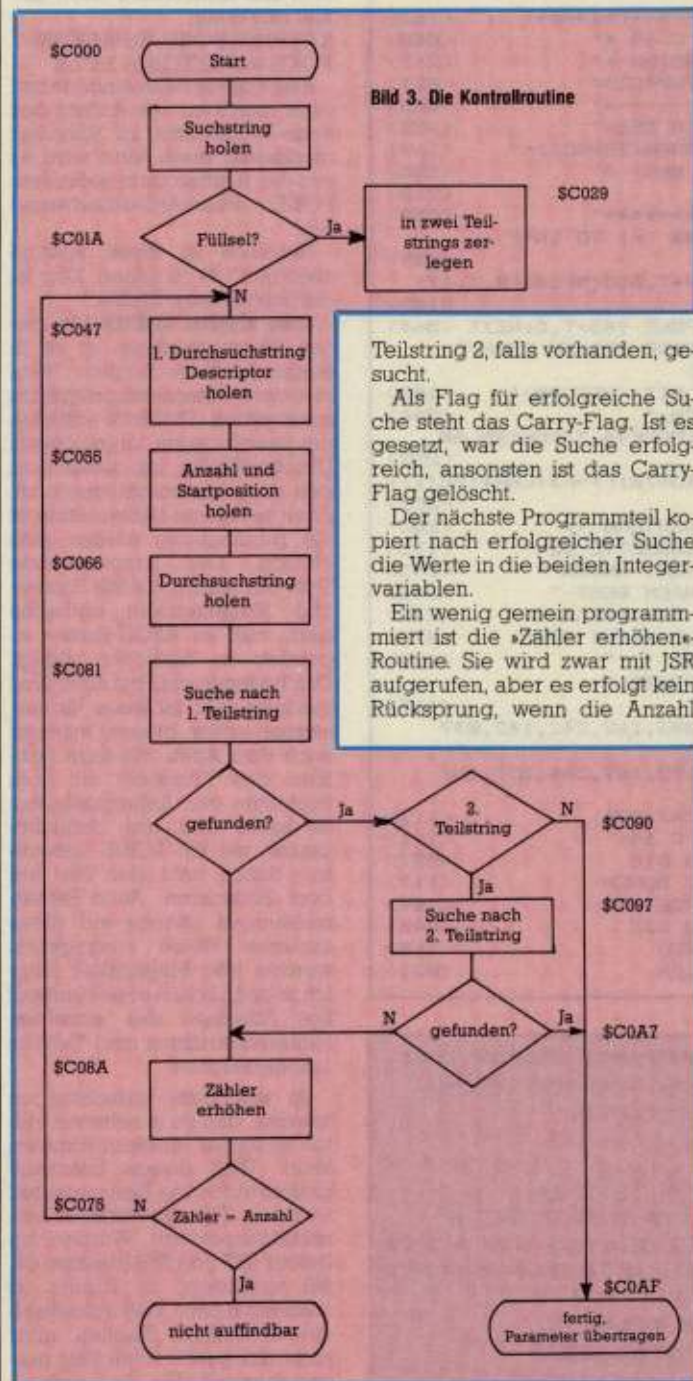 $C000
Start
Bild 3. Die Kontrollroutine
Suchstring
holen
$C029
$C01A
Füllsel?
Ja
in zwei Teil-
strings zer-
legen
N
$C047
1. Durchsuchstring
Descriptor
holen
Teilstring 2, falls vorhanden, ge-
sucht.
Als Flag für erfolgreiche Su-
che steht das Carry-Flag. Ist es
gesetzt, war die Suche erfolg-
reich, ansonsten ist das Carry-
Flag gelöscht.
Der nächste Programmteil ko-
piert nach erfolgreicher Suche
die Werte in die beiden Integer-
variablen.
Ein wenig gemein program-
miert ist die »Zähler erhöhen«-
Routine. Sie wird zwar mit JSR
aufgerufen, aber es erfolgt kein
Rücksprung, wenn die Anzahl
$C055
Anzahl und
Startposition
holen
$C066
Durchsuchstring
holen
$C081
Suche nach
1. Teilstring
gefunden?
Ja
2.
Teilstring
N
$C090
Ja
$C097
Suche nach
2. Teilstring
N
gefunden?
Ja
$C0A7
$C08A
Zähler
erhöhen
$C075
N
Zähler = Anzahl
Ja
$C0AF
nicht auffindbar
fertig,
Parameter übertragen